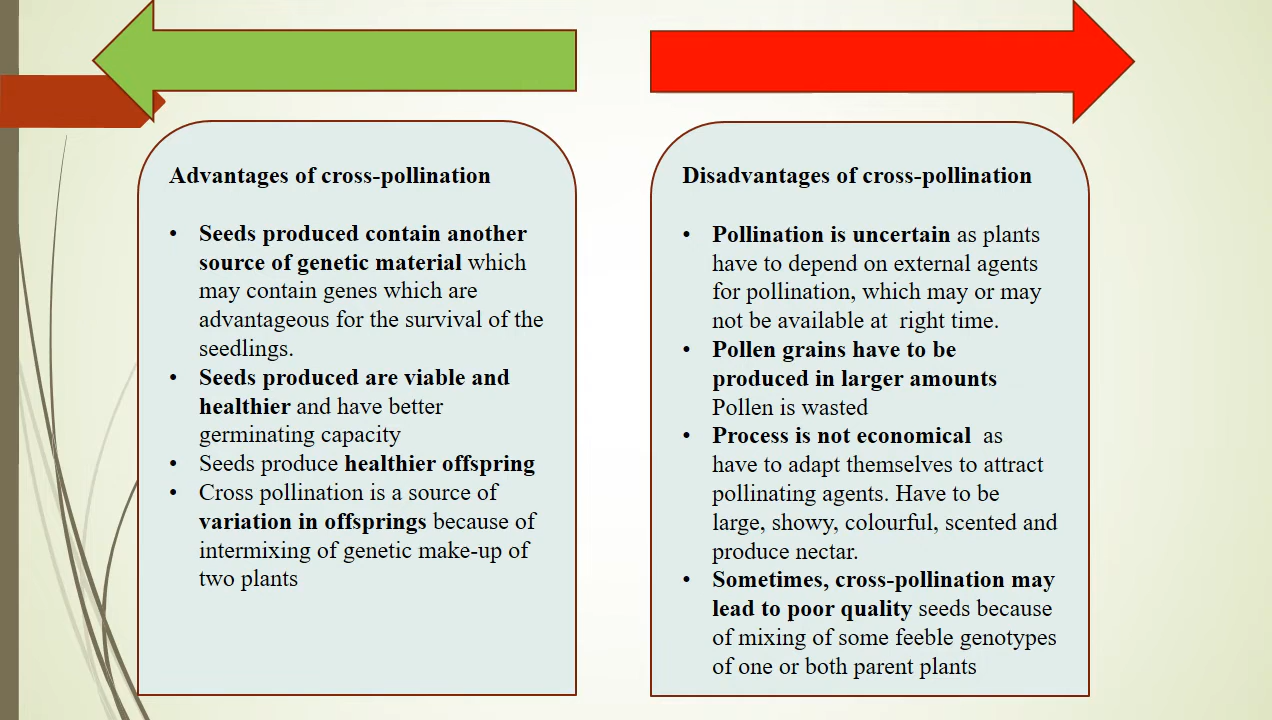 Advantages of cross-pollination
• Seeds produced contain another
source of genetic material which
may contain genes which are
advantageous for the survival of the
seedlings.
• Seeds produced are viable and
healthier and have better
germinating capacity
• Seeds produce healthier offspring
• Cross pollination is a source of
variation in offsprings because of
intermixing of genetic make-up of
two plants
Disadvantages of cross-pollination
• Pollination is uncertain as plants
have to depend on external agents
for pollination, which may or may
not be available at right time.
• Pollen grains have to be
produced in larger amounts
Pollen is wasted
• Process is not economical as
have to adapt themselves to attract
pollinating agents. Have to be
large, showy, colourful, scented and
produce nectar.
• Sometimes, cross-pollination may
lead to poor quality seeds because
of mixing of some feeble genotypes
of one or both parent plants